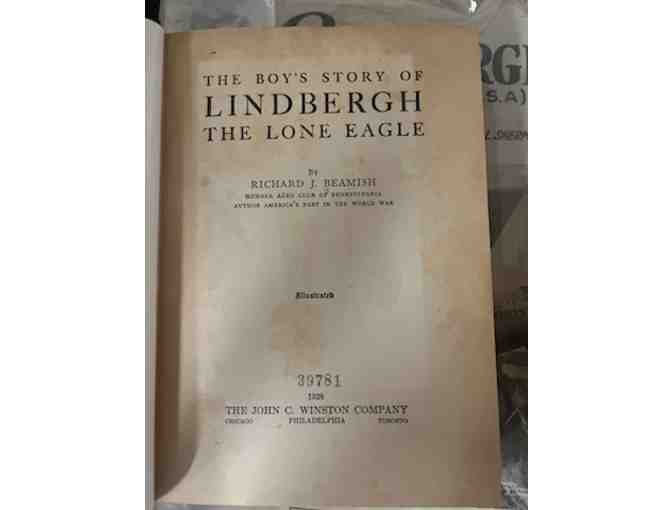 THE BOY'S STORY OF
LINDBERGH
THE LONE EAGLE
BY
RICHARD J. BEAMISH
MEMBER AERO CLUB OF PENNSYLVANIA
AUTHOR AMERICA'S PART IN THE WORLD WAR
Illustrated
39781
1928
THE JOHN C. WINSTON COMPANY
CHICAGO PHILADELPHIA TORONTO
RGH
S.A)